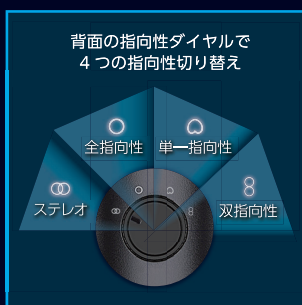 背面の指向性ダイヤルで
4つの指向性切り替え
全指向性
単一指向性
ステレオ
双指向性